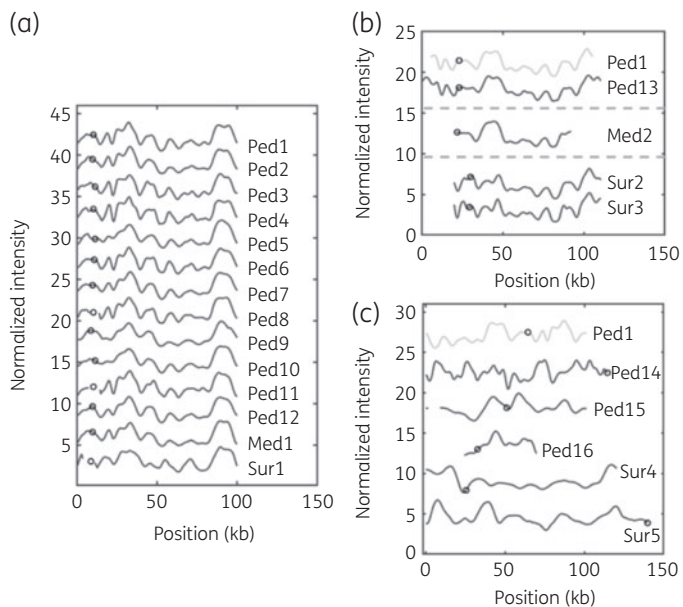 (a)
Normalized intensity
45
40
35
30
25
20
15
10
5
Ped1
Ped2
Ped3
Ped4
Ped5
Ped6
Ped7
Ped8
Ped9
Ped10
Ped11
Ped12
Med1
Sur1
0 50 100 150
Position (kb)
(b)
Normalized intensity
25
20
15
10
5
0
Ped1
Ped13
Med2
Sur2
Sur3
0 50 100 150
Position (kb)
(c)
Normalized intensity
30
25
20
15
10
5
0
Ped1
Ped14
Ped15
Ped16
Sur4
Sur5
0 50 100 150
Position (kb)